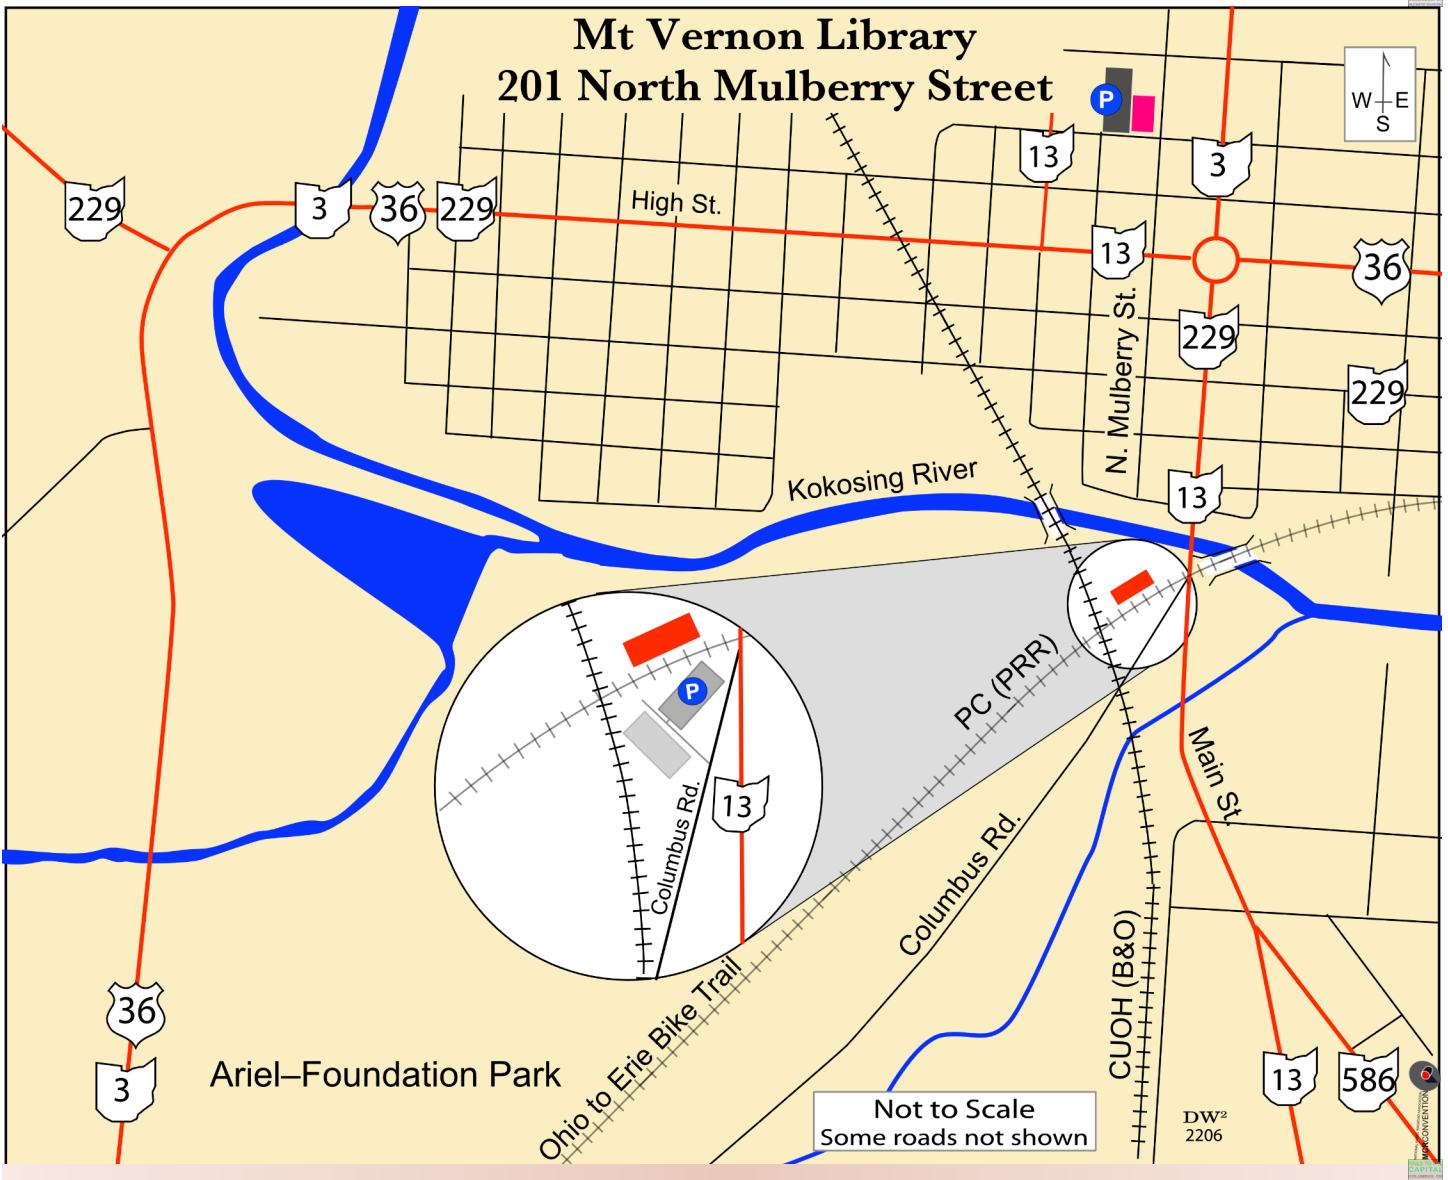 Mt Vernon Library
201 North Mulberry Street
P
W E
S
13
3
229
3
36
229
High St.
13
36
229
N. Mulberry St.
229
Kokosing River
13
PC (PRR)
P
Main St.
Columbus Rd.
13
Columbus Rd.
CUOH (B&O)
Ohio to Erie Bike Trail
36
3
Ariel–Foundation Park
13
586
Not to Scale
Some roads not shown
DW²
2206
CONVENTION
CAPITAL